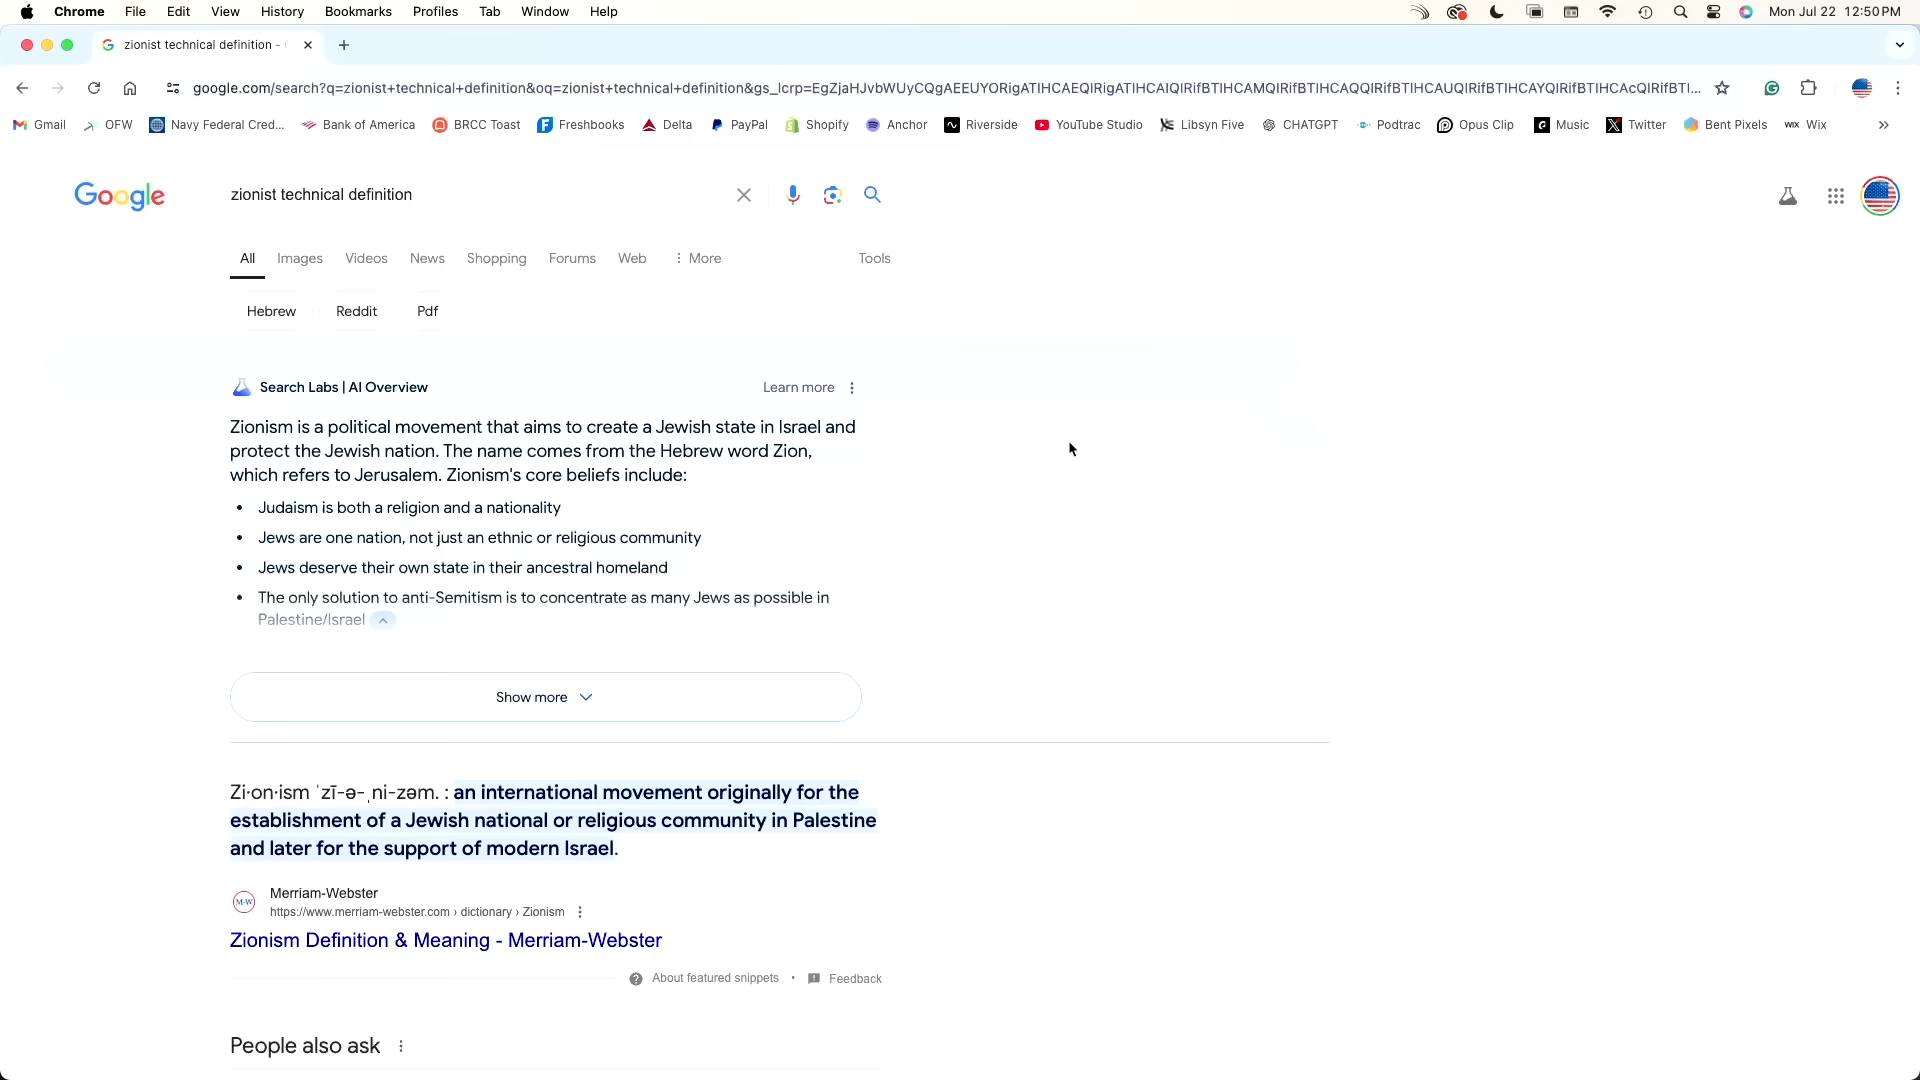 Chrome File Edit View History Bookmarks Profiles Tab Window Help Mon Jul 22 12:50 PM
zionist technical definition -
google.com/search?q=zionist+technical+definition&oq=zionist+technical+definition&gs_lcrp=EgZjaHJvbWUyCQgAEEUYORigATIHCAEQIRigATIHCAIQIRifBTIHCAMQIRifBTIHCAQQIRifBTIHCAUQIRifBTIHCAYQIRifBTIHCAcQIRifBTI...
Gmail OFW Navy Federal Cred... Bank of America BRCC Toast Freshbooks Delta PayPal Shopify Anchor Riverside YouTube Studio Libsyn Five CHATGPT Podtrac Opus Clip Music Twitter Bent Pixels WIX Wix
Google zionist technical definition
All Images Videos News Shopping Forums Web More Tools
Hebrew Reddit Pdf
Search Labs | AI Overview Learn more
Zionism is a political movement that aims to create a Jewish state in Israel and
protect the Jewish nation. The name comes from the Hebrew word Zion,
which refers to Jerusalem. Zionism's core beliefs include:
• Judaism is both a religion and a nationality
• Jews are one nation, not just an ethnic or religious community
• Jews deserve their own state in their ancestral homeland
• The only solution to anti-Semitism is to concentrate as many Jews as possible in
Palestine/Israel
Show more
Zi·on·ism ˈzī-ə-ˌni-zəm. : an international movement originally for the
establishment of a Jewish national or religious community in Palestine
and later for the support of modern Israel.
M-W Merriam-Webster
https://www.merriam-webster.com › dictionary › Zionism
Zionism Definition & Meaning - Merriam-Webster
About featured snippets • Feedback
People also ask